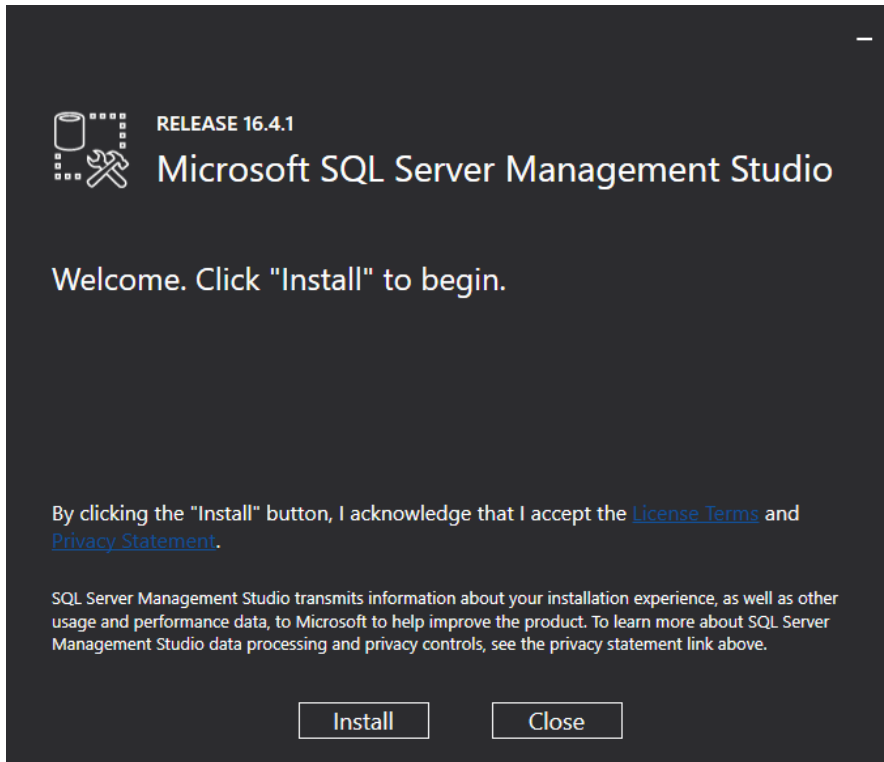 RELEASE 16.4.1
Microsoft SQL Server Management Studio
Welcome. Click "Install" to begin.
By clicking the "Install" button, I acknowledge that I accept the License Terms and
Privacy Statement.
SQL Server Management Studio transmits information about your installation experience, as well as other
usage and performance data, to Microsoft to help improve the product. To learn more about SQL Server
Management Studio data processing and privacy controls, see the privacy statement link above.
Install Close